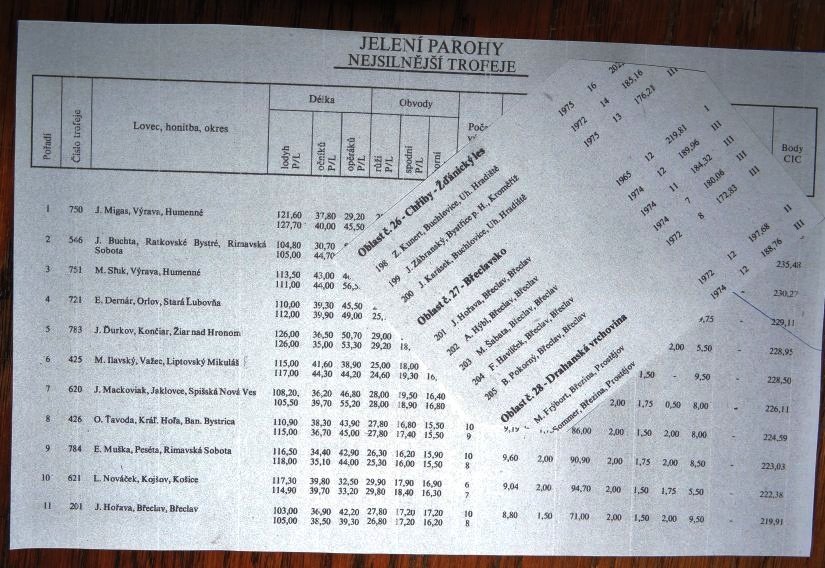 JELENÍ PAROHY
NEJSILNĚJŠÍ TROFEJE
Pořadí
Číslo trofeje
Lovec, honitba, okres
Délka
Obvody
lodyh P/L
očníků P/L
opěráků P/L
růží P/L
spodní P/L
Body CIC
1 750 J. Migas, Výrava, Humenné 121,60 37,80 29,20
127,70 40,00 45,50
2 546 J. Buchta, Ratkovské Bystré, Rimavská 104,80 30,70
Sobota 105,00 44,70
235,48
3 751 M. Sľuk, Výrava, Humenné 113,50 43,00
111,00 44,00 56,5
230,27
4 721 E. Dernár, Orlov, Stará Ľubovňa 110,00 39,30 45,50
112,00 39,90 49,00 25,
229,11
5 783 J. Ďurkov, Končiar, Žiar nad Hronom 126,00 36,50 50,70 29,00
126,00 35,00 53,30 29,20 18,
2,00 5,50 228,95
6 425 M. Ilavský, Važec, Liptovský Mikuláš 115,00 41,60 38,90 25,00 18,00
117,00 44,30 44,20 24,60 19,30 16,
1,50 - 9,50 - 228,50
7 620 J. Mackoviak, Jaklovce, Spišská Nová Ves 108,20, 36,20 46,80 28,00 19,50 16,40
105,50 39,70 55,20 28,00 18,90 16,80
2,00 1,75 0,50 8,00 - 226,11
8 426 O. Ťavoda, Kráľ. Hoľa, Ban. Bystrica 110,90 38,30 43,90 27,80 16,80 15,50 10 9,19 86,00 2,00 1,50 2,00 8,00 - 224,59
115,00 36,70 45,00 27,80 17,40 15,50 9
9 784 E. Muška, Peséta, Rimavská Sobota 116,50 34,40 42,90 26,30 16,20 15,90 10 9,60 2,00 90,90 2,00 1,75 2,00 8,50 - 223,03
118,00 35,10 44,00 25,30 16,00 15,50 8
10 621 L. Nováček, Kojšov, Košice 117,30 39,80 32,50 29,90 17,90 16,90 6 9,04 2,00 94,70 2,00 1,50 1,75 5,50 - 222,38
114,90 39,70 33,20 29,80 18,40 16,30 7
11 201 J. Hořava, Břeclav, Břeclav 103,00 36,90 42,20 27,80 17,20 17,20 10 8,80 1,50 71,00 2,00 1,50 2,00 9,50 - 219,91
105,00 38,50 39,30 26,80 17,20 16,20 8
1975 16
1972 14 185,16 III
1975 13 176,21
Oblast č. 26 - Chřiby - Ždánický les
198 Z. Kunert, Buchlovice, Uh. Hradiště
199 J. Zábranský, Bystřice p. H., Kroměříž
200 J. Karásek, Buchlovice, Uh. Hradiště
Oblast č. 27 - Břeclavsko
201 J. Hořava, Břeclav, Břeclav 1965 12 219,81 I
202 A. Hýbl, Břeclav, Břeclav 1974 12 189,96 III
203 M. Šabata, Břeclav, Břeclav 1974 11 184,32 III
204 F. Havlíček, Břeclav, Břeclav 1974 7 180,06 III
205 B. Pokorný, Břeclav, Břeclav 1972 8 172,83 III
Oblast č. 28 - Drahanská vrchovina
M. Frýbort, Březina, Prostějov 1972 12 197,68 II
Sommer, Březina, Prostějov 1974 12 188,76 III